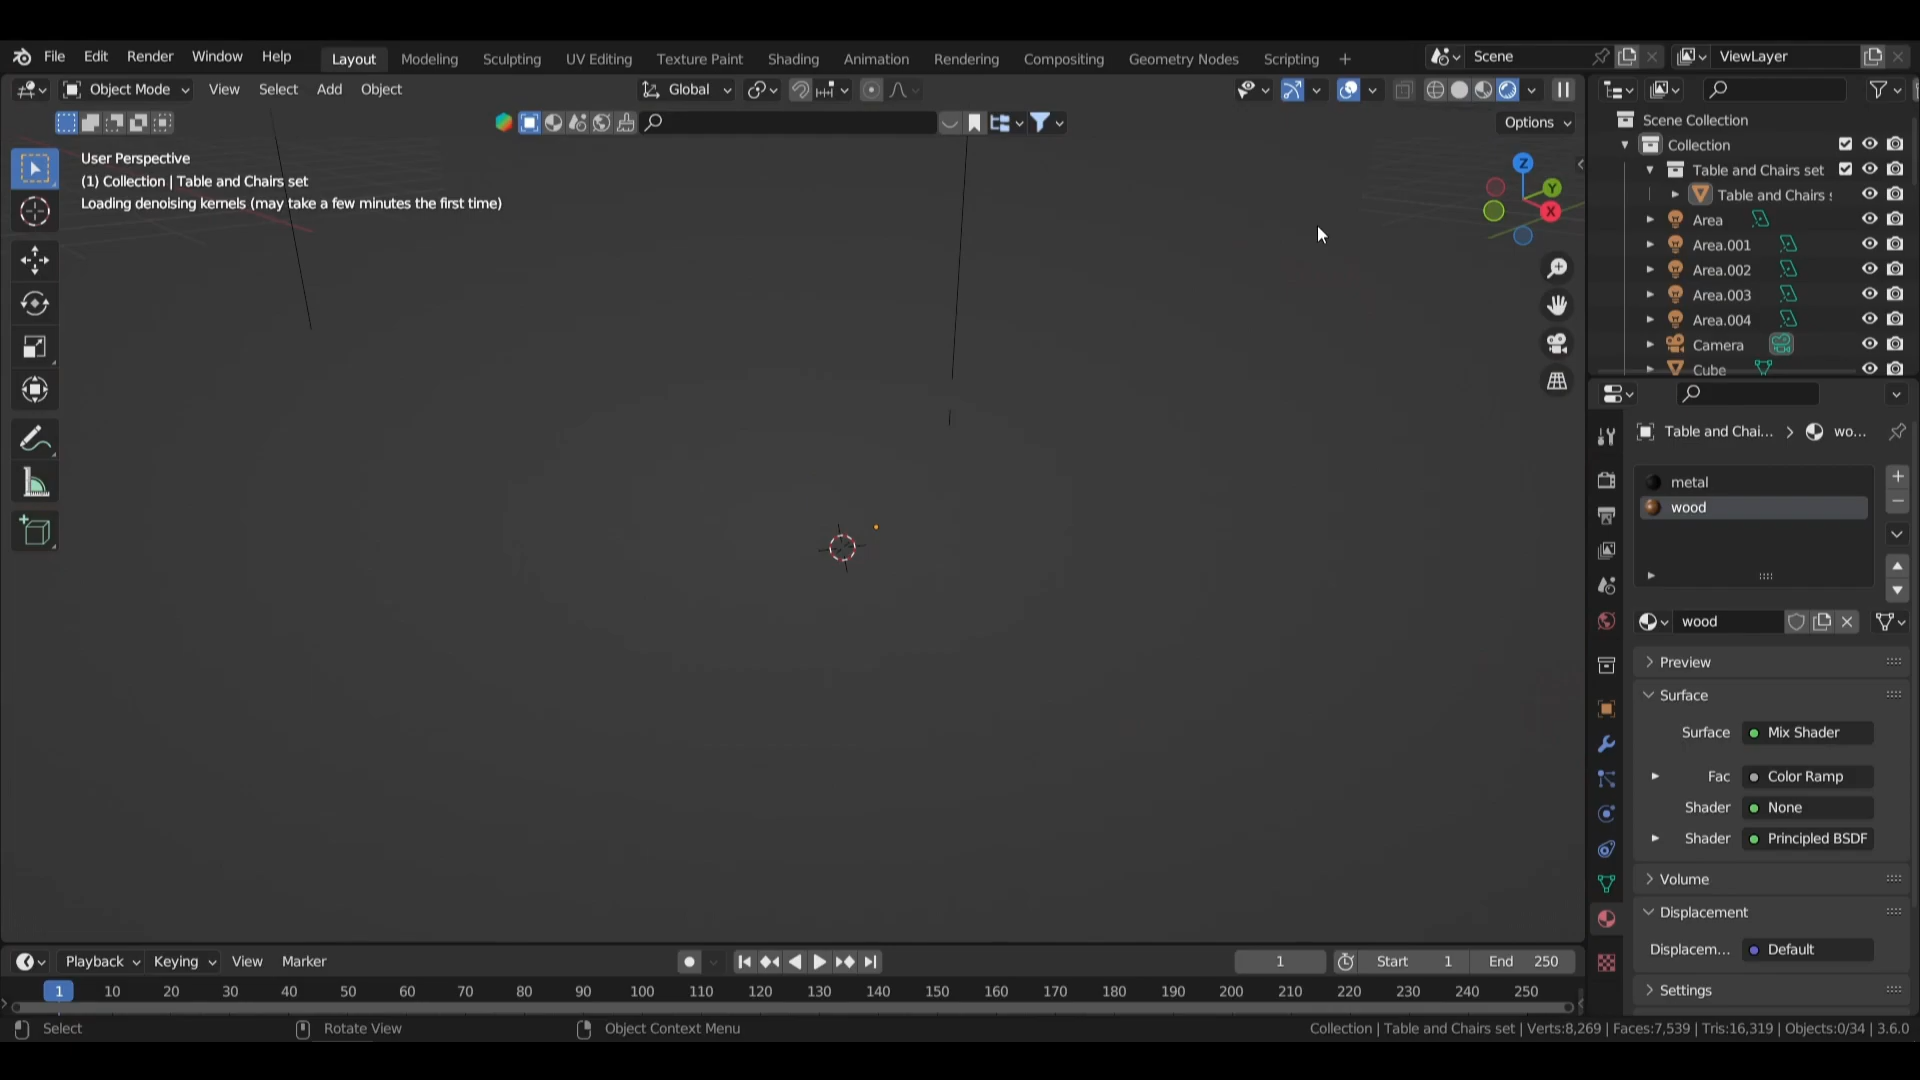 File Edit Render Window Help Layout Modeling Sculpting UV Editing Texture Paint Shading Animation Rendering Compositing Geometry Nodes Scripting + Scene ViewLayer
Object Mode View Select Add Object Global
Options
User Perspective
(1) Collection | Table and Chairs set
Loading denoising kernels (may take a few minutes the first time)
Z
Y
X
Scene Collection
Collection
Table and Chairs set
Table and Chairs
Area
Area.001
Area.002
Area.003
Area.004
Camera
Cube
Table and Chai... > wo...
metal
wood
wood
Preview
Surface
Surface Mix Shader
Fac Color Ramp
Shader None
Shader Principled BSDF
Volume
Displacement
Displacem... Default
Settings
Playback Keying View Marker 1 Start 1 End 250
1 10 20 30 40 50 60 70 80 90 100 110 120 130 140 150 160 170 180 190 200 210 220 230 240 250
Select Rotate View Object Context Menu Collection | Table and Chairs set | Verts:8,269 | Faces:7,539 | Tris:16,319 | Objects:0/34 | 3.6.0